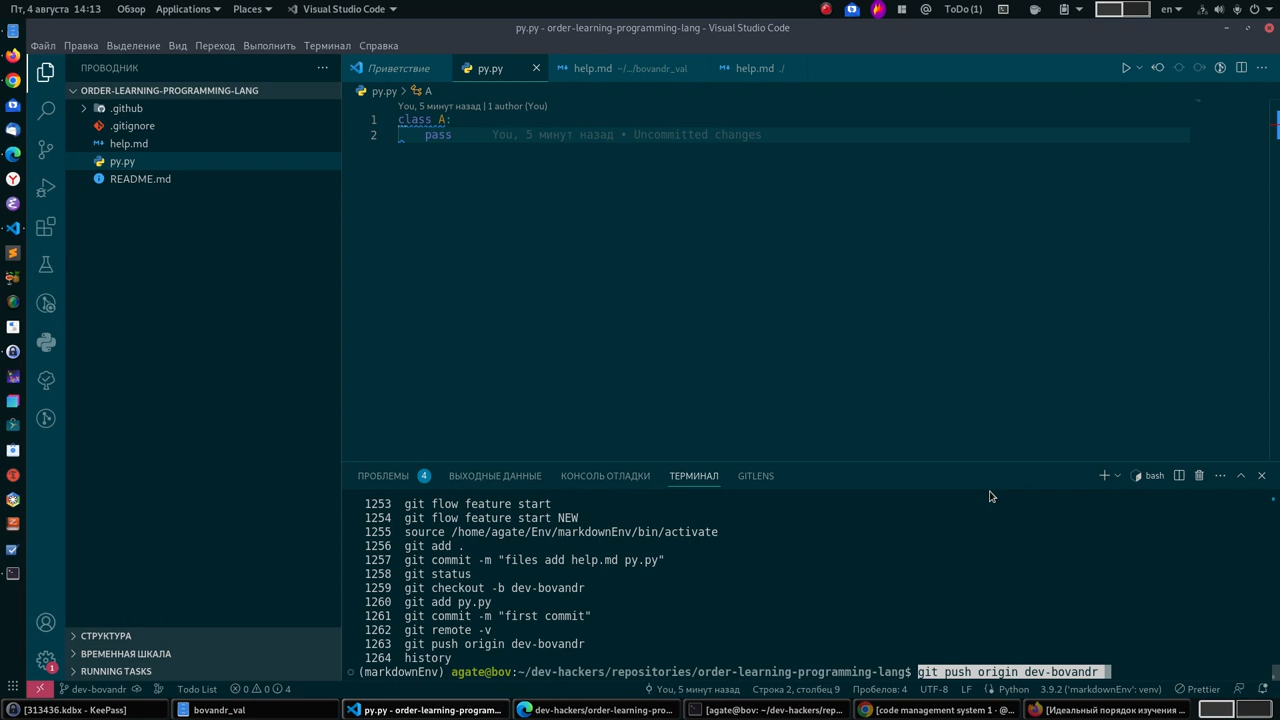 Пт, 4 августа 14:13 Обзор Applications Places Visual Studio Code @ ToDo (1) en
py.py - order-learning-programming-lang - Visual Studio Code
Файл Правка Выделение Вид Переход Выполнить Терминал Справка
ПРОВОДНИК
Приветствие py.py help.md ~/.../bovandr_val help.md ./
ORDER-LEARNING-PROGRAMMING-LANG
.github
.gitignore
help.md
py.py
README.md
py.py > A
You, 5 минут назад | 1 author (You)
1 class A:
2 pass You, 5 минут назад • Uncommitted changes
ПРОБЛЕМЫ 4 ВЫХОДНЫЕ ДАННЫЕ КОНСОЛЬ ОТЛАДКИ ТЕРМИНАЛ GITLENS bash
1253 git flow feature start
1254 git flow feature start NEW
1255 source /home/agate/Env/markdownEnv/bin/activate
1256 git add .
1257 git commit -m "files add help.md py.py"
1258 git status
1259 git checkout -b dev-bovandr
1260 git add py.py
1261 git commit -m "first commit"
1262 git remote -v
1263 git push origin dev-bovandr
1264 history
(markdownEnv) agate@bov:~/dev-hackers/repositories/order-learning-programming-lang$ git push origin dev-bovandr
СТРУКТУРА
ВРЕМЕННАЯ ШКАЛА
RUNNING TASKS
1
dev-bovandr Todo List 0 0 4 You, 5 минут назад Строка 2, столбец 9 Пробелов: 4 UTF-8 LF Python 3.9.2 ('markdownEnv': venv) Prettier
[313436.kdbx - KeePass] bovandr_val py.py - order-learning-program... dev-hackers/order-learning-pro... [agate@bov: ~/dev-hackers/rep... [code management system 1 - @... [Идеальный порядок изучения ...